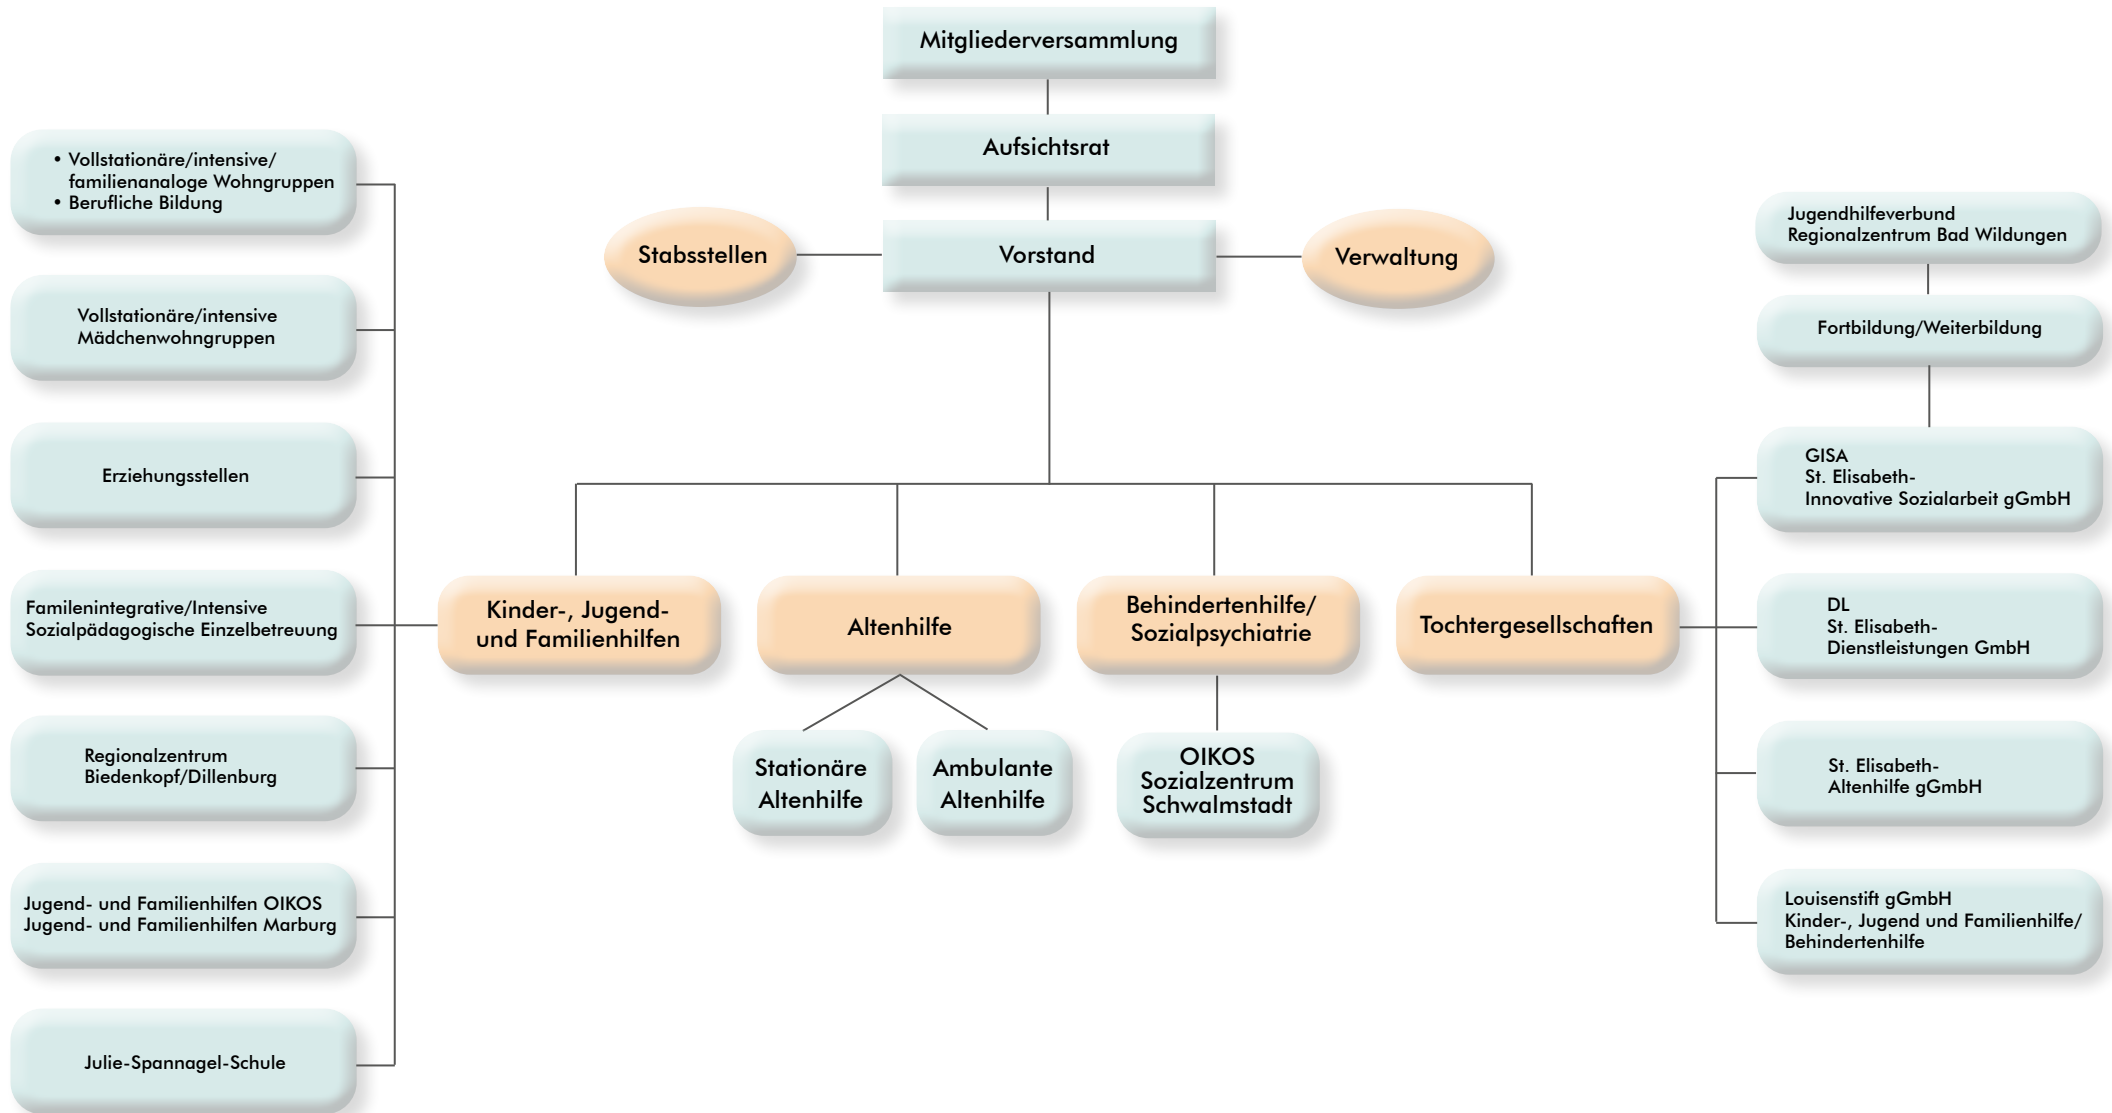 Mitgliederversammlung
Aufsichtsrat
Vorstand
Stabsstellen
Verwaltung
• Vollstationäre/intensive/
familienanaloge Wohngruppen
• Berufliche Bildung
Vollstationäre/intensive
Mädchenwohngruppen
Erziehungsstellen
Famileninte­grative/Intensive
Sozialpädagogische Einzelbetreuung
Regionalzentrum
Biedenkopf/Dillenburg
Jugend- und Familienhilfen OIKOS
Jugend- und Familienhilfen Marburg
Julie-Spannagel-Schule
Kinder-, Jugend-
und Familienhilfen
Altenhilfe
Stationäre
Altenhilfe
Ambulante
Altenhilfe
Behindertenhilfe/
Sozialpsychiatrie
OIKOS
Sozialzentrum
Schwalmstadt
Tochtergesellschaften
Jugendhilfeverbund
Regionalzentrum Bad Wildungen
Fortbildung/Weiterbildung
GISA
St. Elisabeth-
Innovative Sozialarbeit gGmbH
DL
St. Elisabeth-
Dienstleistungen GmbH
St. Elisabeth-
Altenhilfe gGmbH
Louisenstift gGmbH
Kinder-, Jugend und Familienhilfe/
Behindertenhilfe